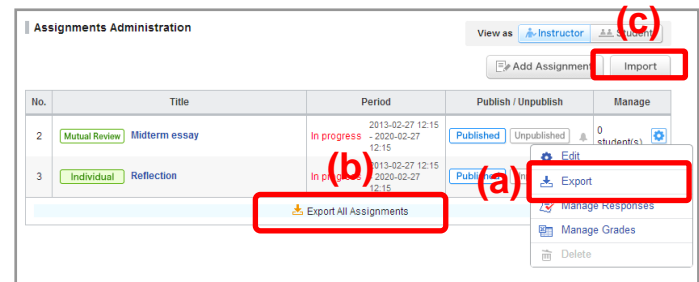 Assignments Administration
View as Instructor Student
(c)
Add Assignment Import
No. Title Period Publish / Unpublish Manage
2 Mutual Review Midterm essay In progress 2013-02-27 12:15 - 2020-02-27 12:15 Published Unpublished 0 student(s)
3 Individual Reflection In progress 2013-02-27 12:15 - 2020-02-27 12:15 Published
(b)
(a)
Export All Assignments
Edit
Export
Manage Responses
Manage Grades
Delete